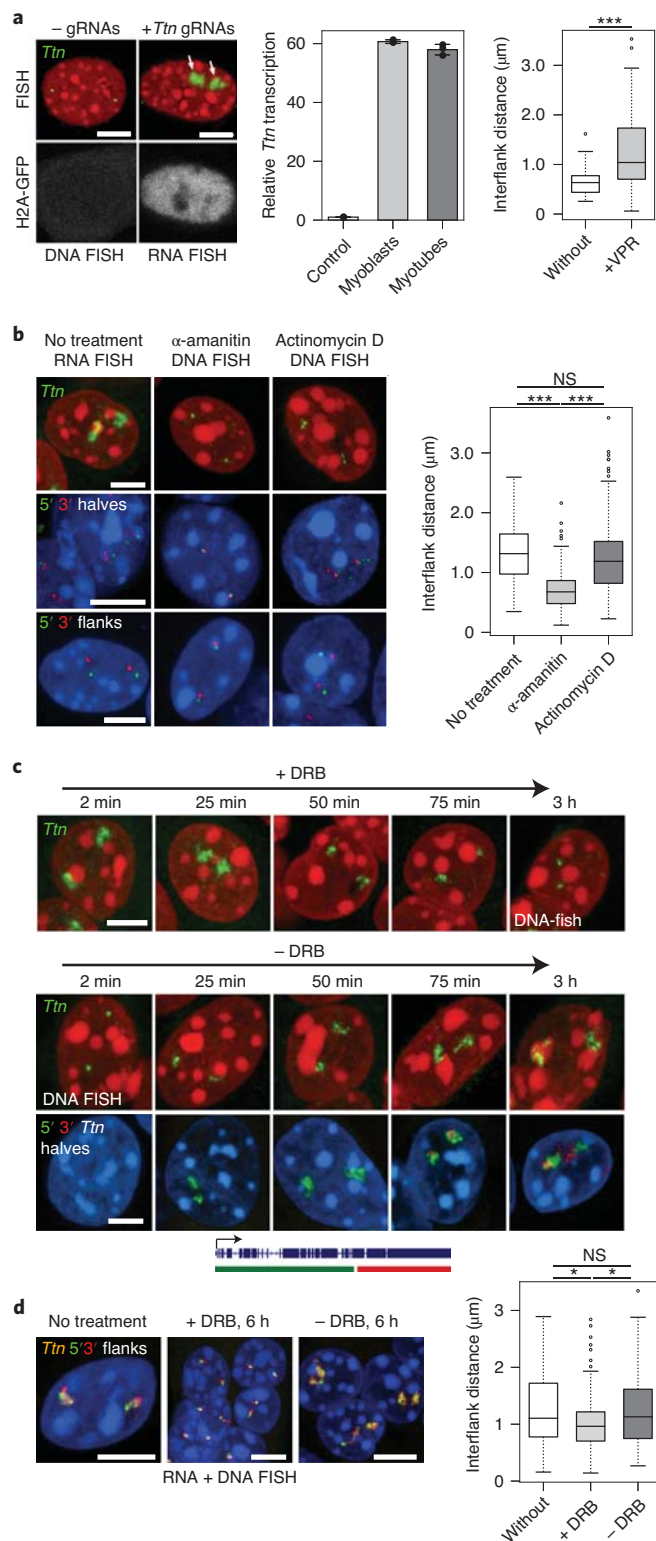 a
– gRNAs
+Ttn gRNAs
Ttn
FISH
H2A-GFP
DNA FISH
RNA FISH
Relative Ttn transcription
60
40
20
0
Control
Myoblasts
Myotubes
***
Interflank distance (μm)
3.0
2.0
1.0
0
Without
+VPR
b
No treatment
RNA FISH
α-amanitin
DNA FISH
Actinomycin D
DNA FISH
Ttn
5′ 3′ halves
5′ 3′ flanks
NS
*** ***
Interflank distance (μm)
3.0
2.0
1.0
0
No treatment
α-amanitin
Actinomycin D
c
+ DRB
2 min 25 min 50 min 75 min 3 h
Ttn
DNA-fish
– DRB
2 min 25 min 50 min 75 min 3 h
Ttn
DNA FISH
5′ 3′ Ttn
halves
d
No treatment
+ DRB, 6 h
– DRB, 6 h
Ttn 5′3′ flanks
RNA + DNA FISH
NS
* *
Interflank distance (μm)
3
2
1
0
Without
+ DRB
– DRB